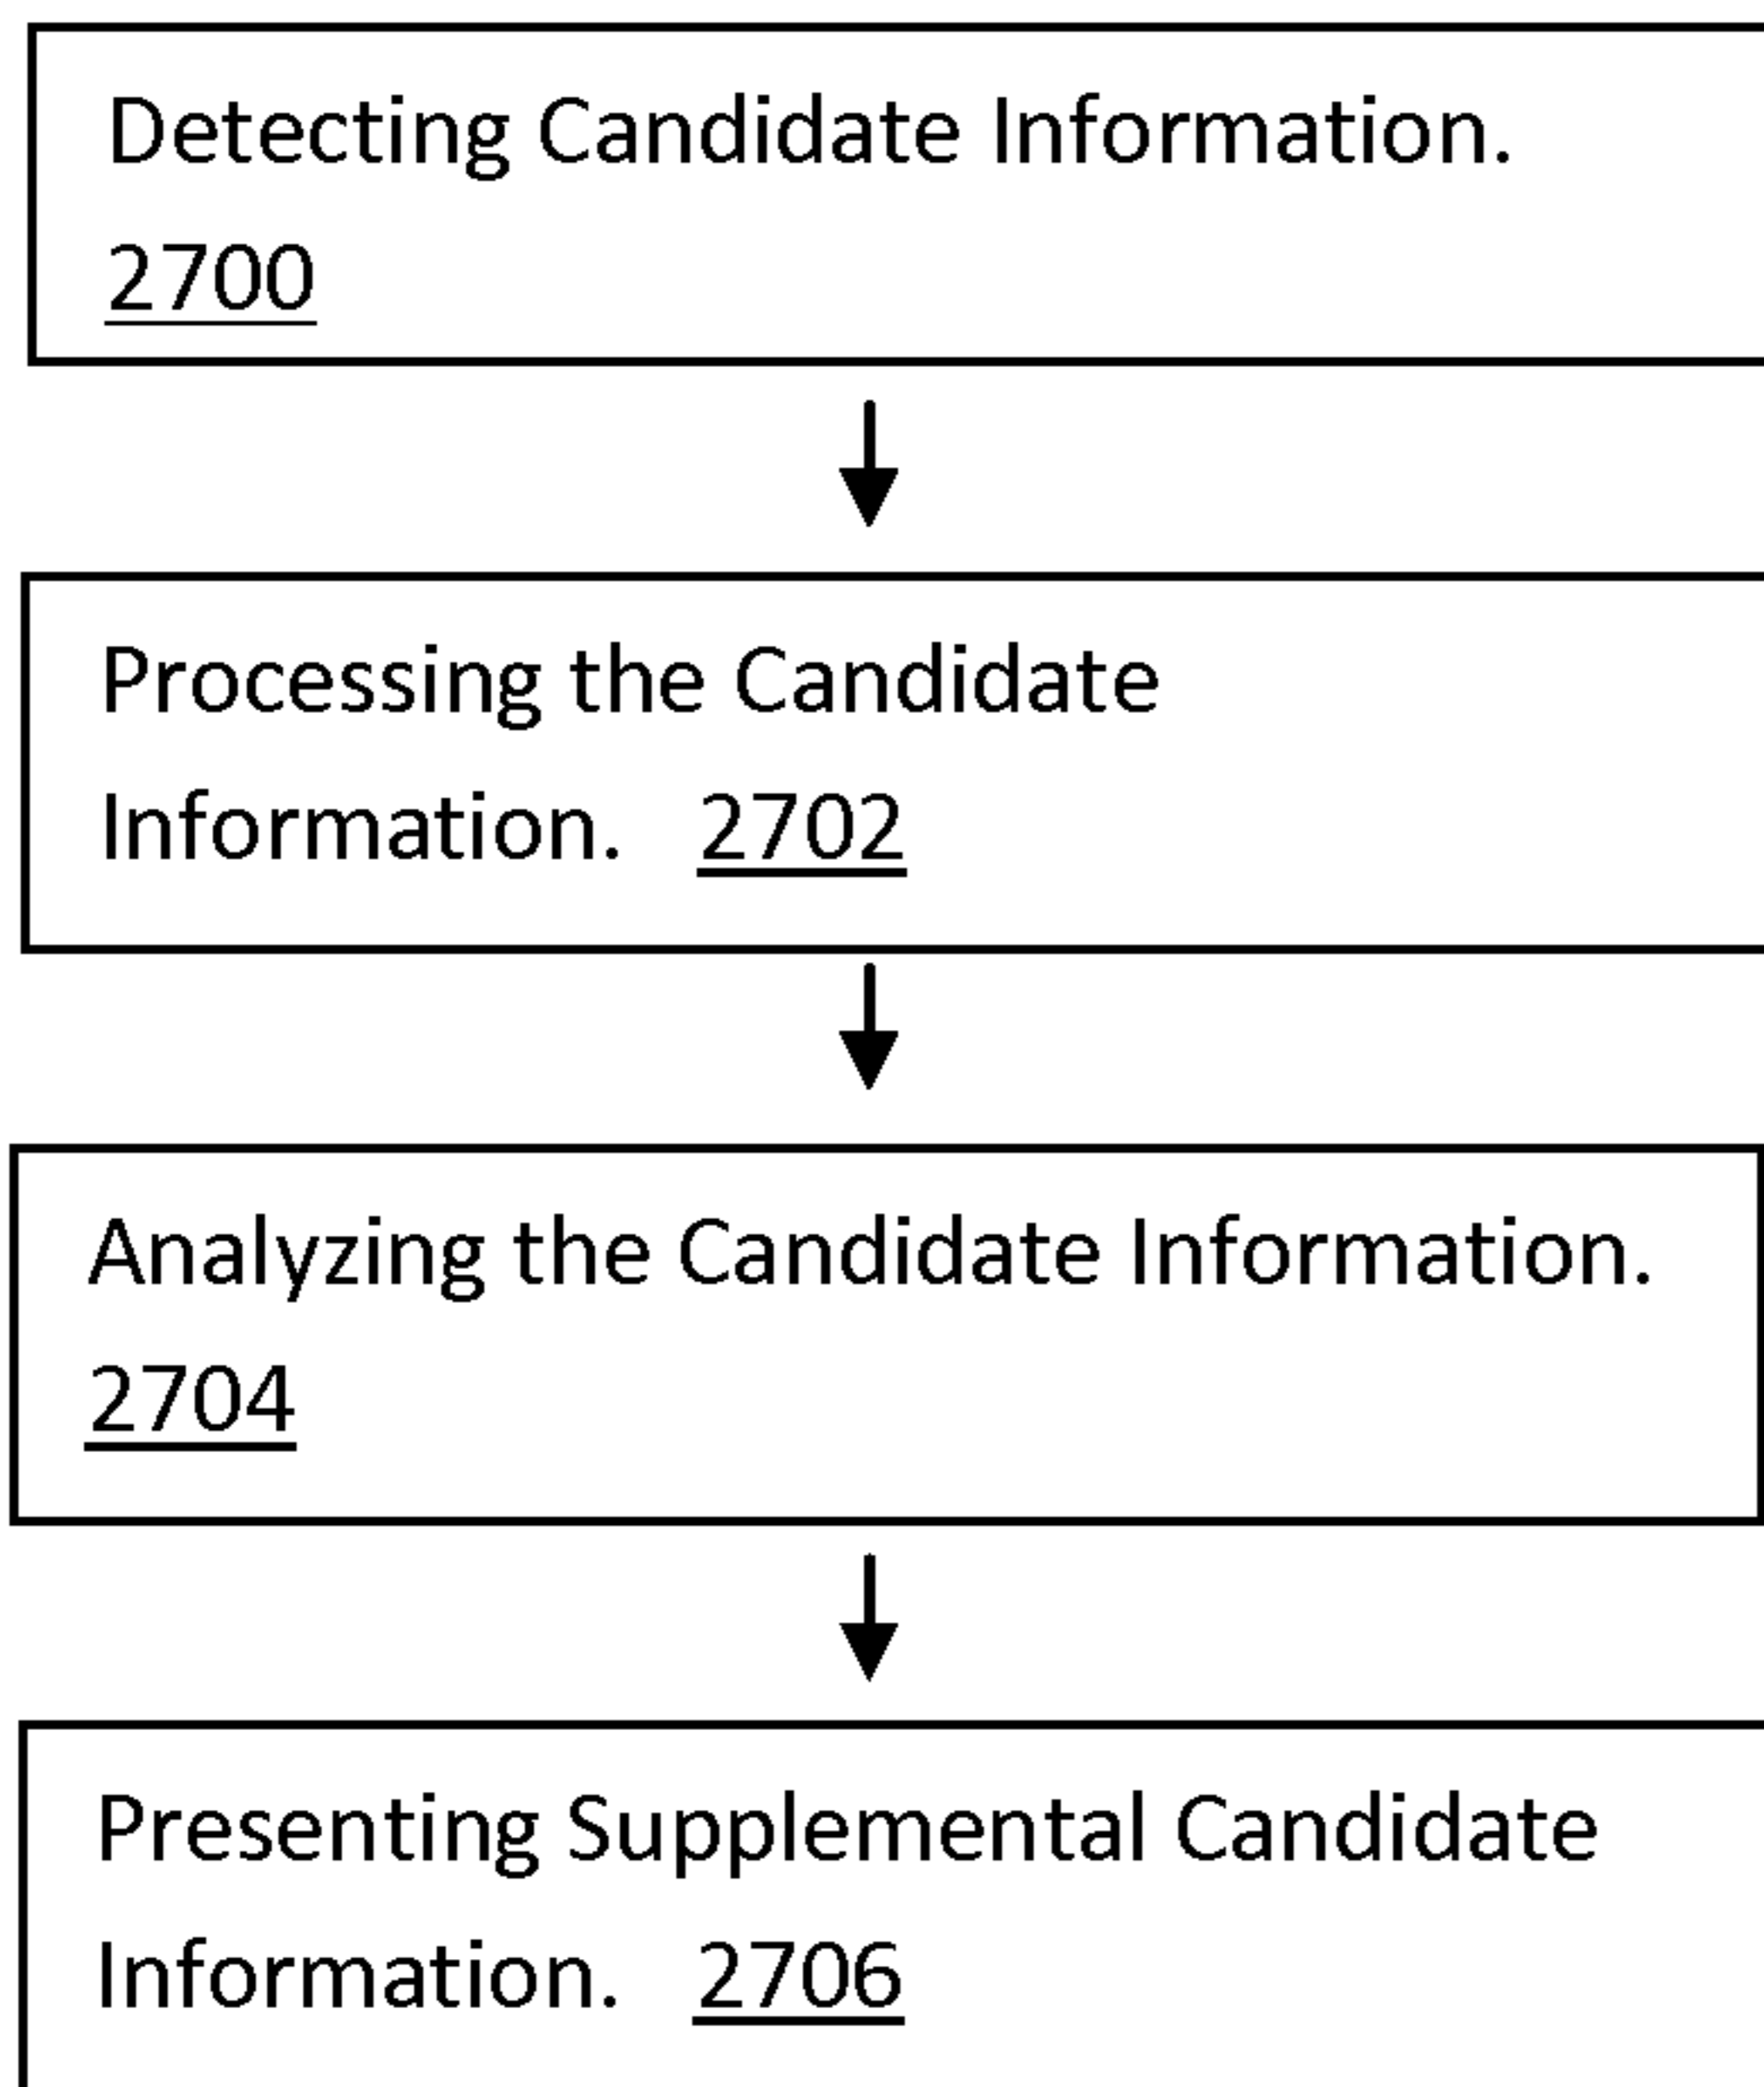 Detecting Candidate Information.
2700
Processing the Candidate
Information. 2702
Analyzing the Candidate Information.
2704
Presenting Supplemental Candidate
Information. 2706